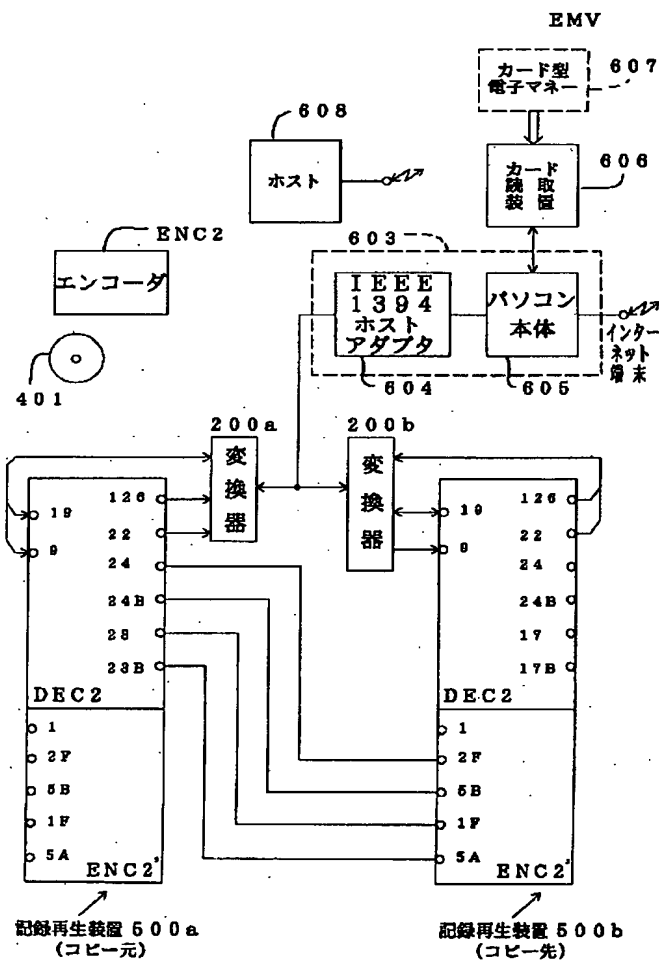 EMV
カード型
電子マネー
607
608
ホスト
カード
読取
装置
606
ENC2
エンコーダ
603
IEEE
1394
ホスト
アダプタ
604
パソコン
本体
605
インター
ネット
端末
401
200a
変
換
器
200b
変
換
器
19
9
126
22
24
24B
23
23B
DEC2
1
2F
5B
1F
5A
ENC2'
19
9
126
22
24
24B
17
17B
DEC2
1
2F
5B
1F
5A
ENC2'
記録再生装置 500a
(コピー元)
記録再生装置 500b
(コピー先)